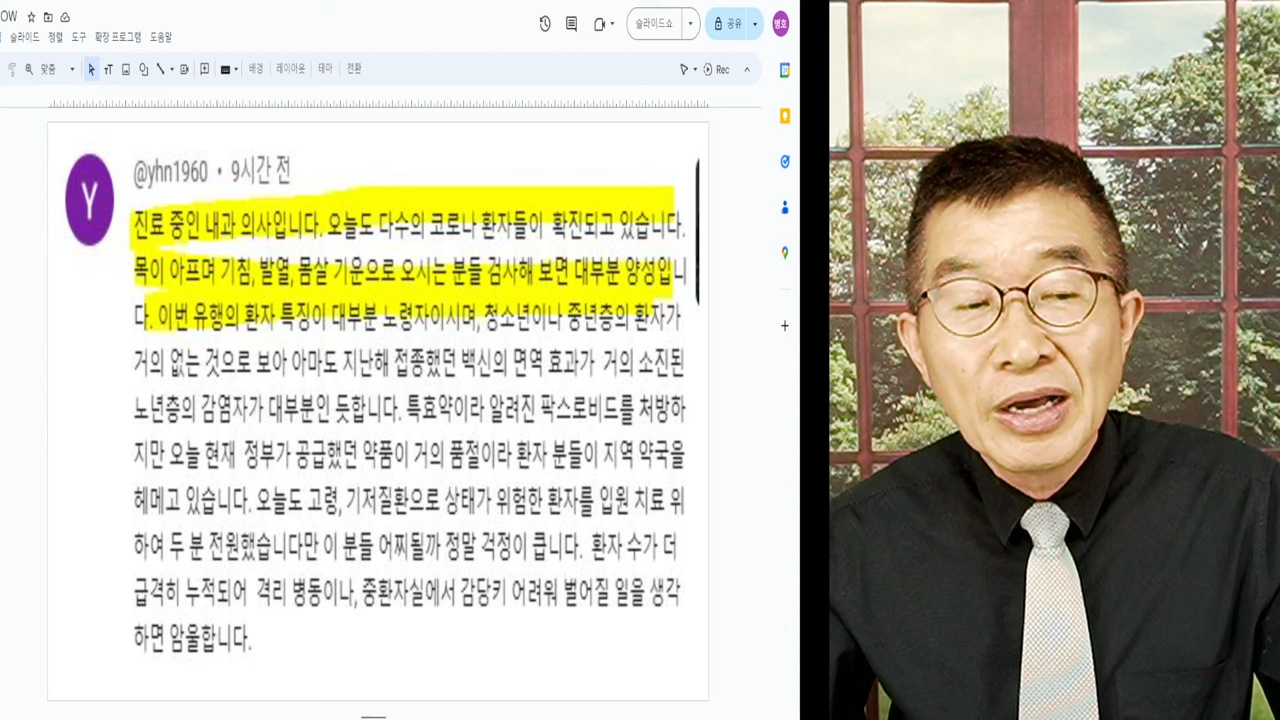 OW
슬라이드 정렬 도구 확장 프로그램 도움말
슬라이드쇼
공유
범호
맞춤
배경 레이아웃 테마 전환
Rec
Y
@yhn1960 • 9시간 전
진료 중인 내과 의사입니다. 오늘도 다수의 코로나 환자들이 확진되고 있습니다.
목이 아프며 기침, 발열, 몸살 기운으로 오시는 분들 검사해 보면 대부분 양성입니
다. 이번 유행의 환자 특징이 대부분 노령자이시며, 청소년이나 중년층의 환자가
거의 없는 것으로 보아 아마도 지난해 접종했던 백신의 면역 효과가 거의 소진된
노년층의 감염자가 대부분인 듯합니다. 특효약이라 알려진 팍스로비드를 처방하
지만 오늘 현재 정부가 공급했던 약품이 거의 품절이라 환자 분들이 지역 약국을
헤메고 있습니다. 오늘도 고령, 기저질환으로 상태가 위험한 환자를 입원 치료 위
하여 두 분 전원했습니다만 이 분들 어찌될까 정말 걱정이 큽니다. 환자 수가 더
급격히 누적되어 격리 병동이나, 중환자실에서 감당키 어려워 벌어질 일을 생각
하면 암울합니다.